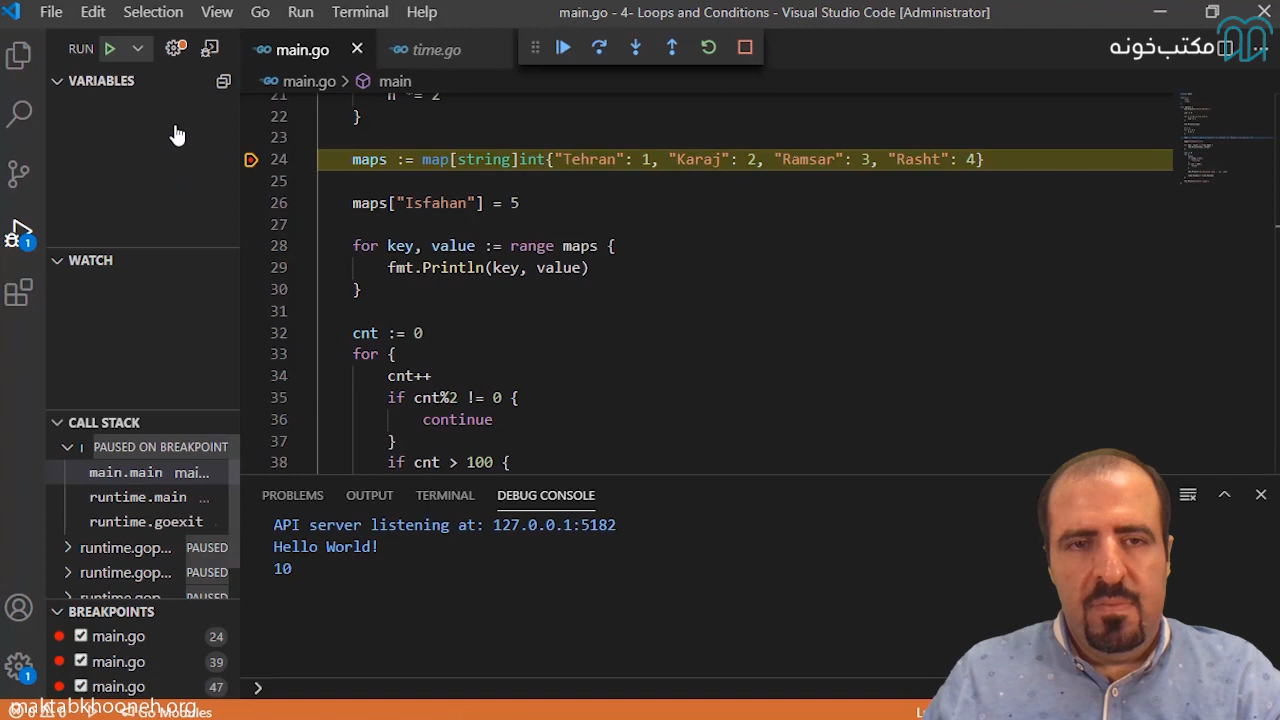 File Edit Selection View Go Run Terminal Help main.go - 4- Loops and Conditions - Visual Studio Code [Administrator]
RUN
main.go
time.go
مکتب‌خونه
VARIABLES
main.go > main
21 n *= 2
22 }
23
24 maps := map[string]int{"Tehran": 1, "Karaj": 2, "Ramsar": 3, "Rasht": 4}
25
26 maps["Isfahan"] = 5
27
28 for key, value := range maps {
29 fmt.Println(key, value)
30 }
31
32 cnt := 0
33 for {
34 cnt++
35 if cnt%2 != 0 {
36 continue
37 }
38 if cnt > 100 {
1
WATCH
CALL STACK
PAUSED ON BREAKPOINT
main.main mai...
runtime.main ...
runtime.goexit
runtime.gop... PAUSED
runtime.gop... PAUSED
runtime.gop... PAUSED
BREAKPOINTS
main.go 24
main.go 39
main.go 47
1
PROBLEMS OUTPUT TERMINAL DEBUG CONSOLE
API server listening at: 127.0.0.1:5182
Hello World!
10
>
maktabkhooneh.org
Go Modules